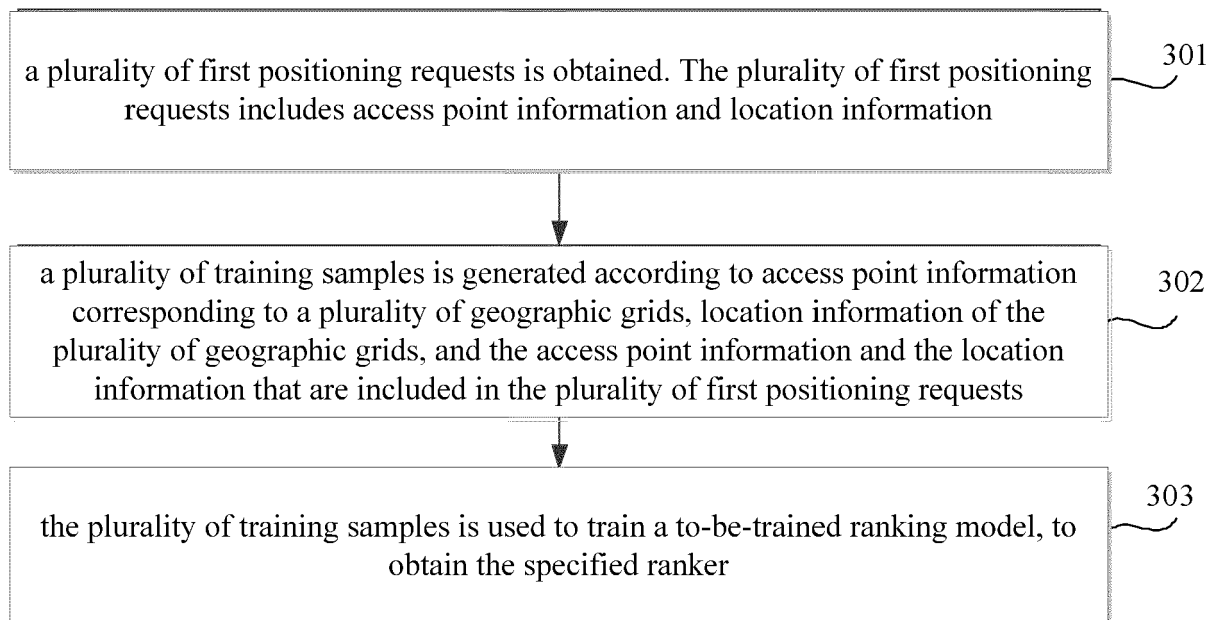 a plurality of first positioning requests is obtained. The plurality of first positioning
requests includes access point information and location information
301
a plurality of training samples is generated according to access point information
corresponding to a plurality of geographic grids, location information of the
plurality of geographic grids, and the access point information and the location
information that are included in the plurality of first positioning requests
302
the plurality of training samples is used to train a to-be-trained ranking model, to
obtain the specified ranker
303